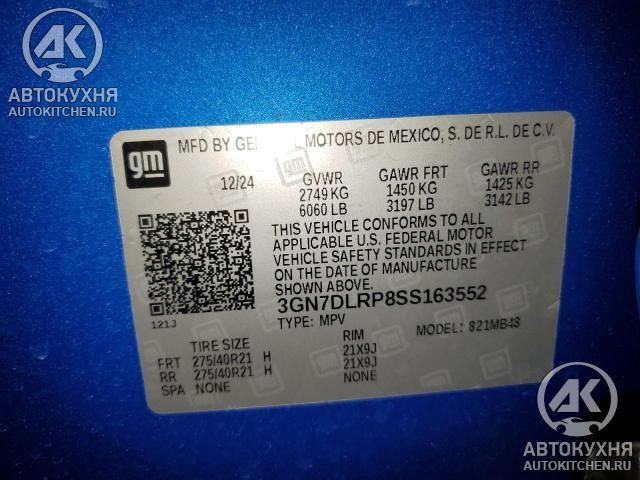 AK
АВТОКУХНЯ
AUTOKITCHEN.RU
gm
MFD BY GE L MOTORS DE MEXICO, S. DE R.L. DE C.V.
12/24 GVWR GAWR FRT GAWR RR
2749 KG 1450 KG 1425 KG
6060 LB 3197 LB 3142 LB
THIS VEHICLE CONFORMS TO ALL
APPLICABLE U.S. FEDERAL MOTOR
VEHICLE SAFETY STANDARDS IN EFFECT
ON THE DATE OF MANUFACTURE
SHOWN ABOVE.
3GN7DLRP8SS163552
TYPE: MPV MODEL: 821MB48
121J
TIRE SIZE RIM
FRT 275/40R21 H 21X9J
RR 275/40R21 H 21X9J
SPA NONE NONE
AK
АВТОКУХНЯ
AUTOKITCHEN.RU